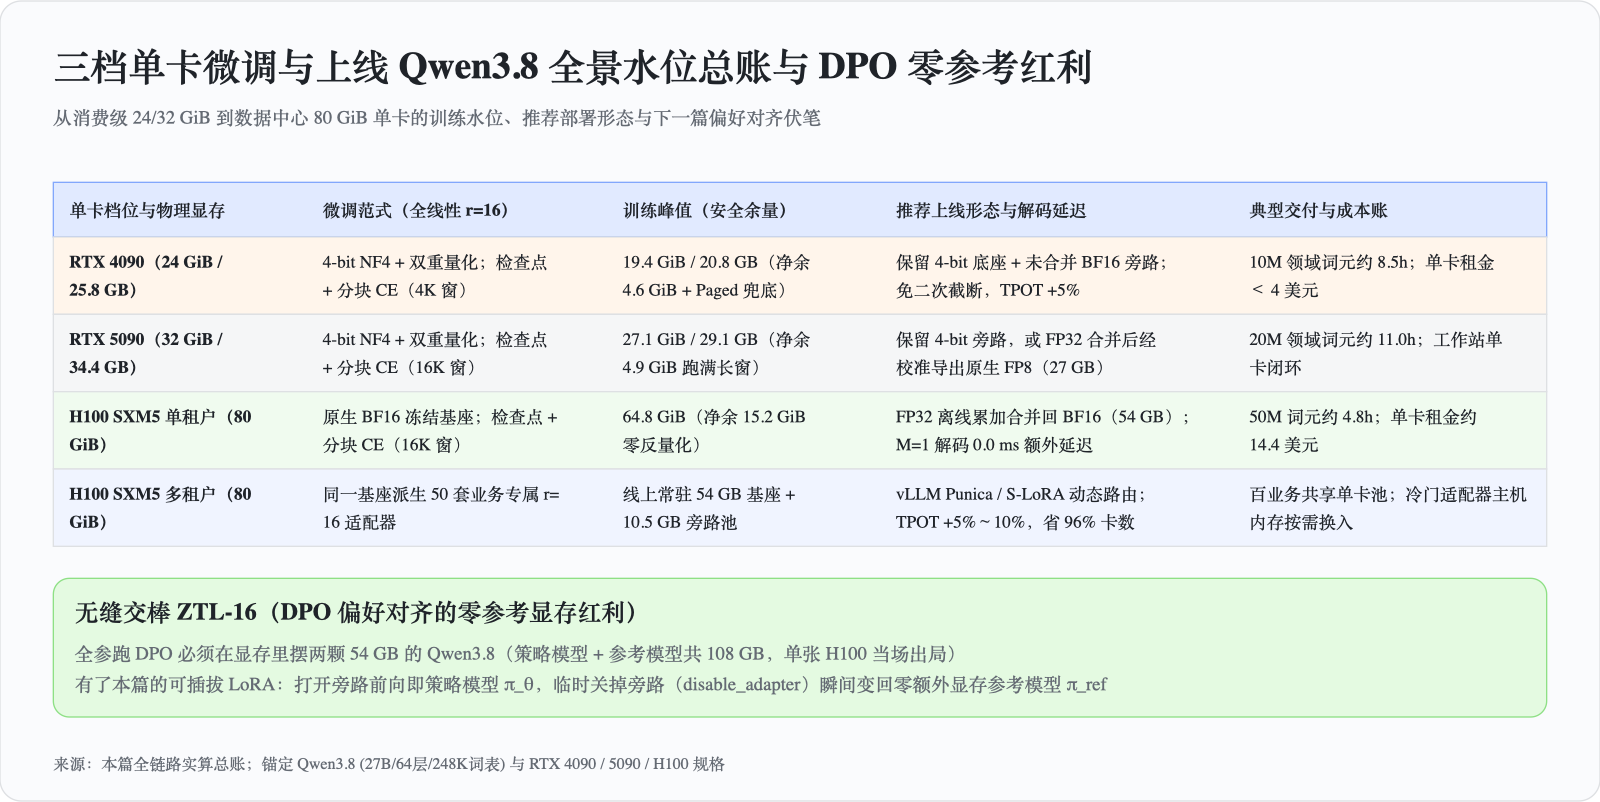 三档单卡微调与上线 Qwen3.8 全景水位总账与 DPO 零参考红利
从消费级 24/32 GiB 到数据中心 80 GiB 单卡的训练水位、推荐部署形态与下一篇偏好对齐伏笔
单卡档位与物理显存
微调范式（全线性 r=16）
训练峰值（安全余量）
推荐上线形态与解码延迟
典型交付与成本账
RTX 4090（24 GiB /
25.8 GB）
4-bit NF4 + 双重量化；检查点
+ 分块 CE（4K 窗）
19.4 GiB / 20.8 GB（净余
4.6 GiB + Paged 兜底）
保留 4-bit 底座 + 未合并 BF16 旁路；
免二次截断，TPOT +5%
10M 领域词元约 8.5h；单卡租金
＜ 4 美元
RTX 5090（32 GiB /
34.4 GB）
4-bit NF4 + 双重量化；检查点
+ 分块 CE（16K 窗）
27.1 GiB / 29.1 GB（净余
4.9 GiB 跑满长窗）
保留 4-bit 旁路，或 FP32 合并后经
校准导出原生 FP8（27 GB）
20M 领域词元约 11.0h；工作站单
卡闭环
H100 SXM5 单租户（80
GiB）
原生 BF16 冻结基座；检查点 +
分块 CE（16K 窗）
64.8 GiB（净余 15.2 GiB
零反量化）
FP32 离线累加合并回 BF16（54 GB）；
M=1 解码 0.0 ms 额外延迟
50M 词元约 4.8h；单卡租金约
14.4 美元
H100 SXM5 多租户（80
GiB）
同一基座派生 50 套业务专属 r=
16 适配器
线上常驻 54 GB 基座 +
10.5 GB 旁路池
vLLM Punica / S-LoRA 动态路由；
TPOT +5% ~ 10%，省 96% 卡数
百业务共享单卡池；冷门适配器主机
内存按需换入
无缝交棒 ZTL-16（DPO 偏好对齐的零参考显存红利）
全参跑 DPO 必须在显存里摆两颗 54 GB 的 Qwen3.8（策略模型 + 参考模型共 108 GB，单张 H100 当场出局）
有了本篇的可插拔 LoRA：打开旁路前向即策略模型 π_θ，临时关掉旁路（disable_adapter）瞬间变回零额外显存参考模型 π_ref
来源：本篇全链路实算总账；锚定 Qwen3.8 (27B/64层/248K词表) 与 RTX 4090 / 5090 / H100 规格